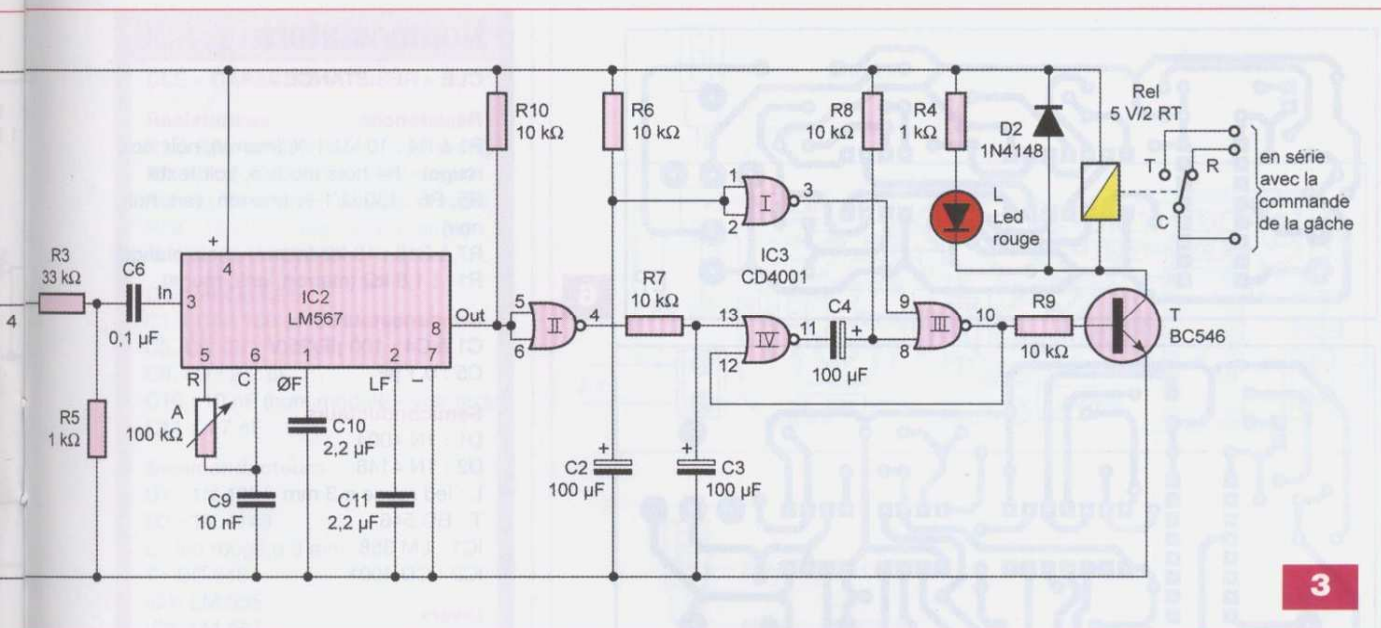 R3
33 kΩ
4
R5
1 kΩ
C6
0,1 µF
In
3
+
4
IC2
LM567
8
Out
5
6
1
2
7
R
C
ØF
LF
–
A
100 kΩ
C9
10 nF
C10
2,2 µF
C11
2,2 µF
R10
10 kΩ
5
6
II
4
R6
10 kΩ
1
2
I
3
IC3
CD4001
R7
10 kΩ
13
12
IV
11
C4
+
100 µF
C2
100 µF
+
C3
100 µF
+
R8
10 kΩ
R4
1 kΩ
9
8
III
10
L
Led
rouge
D2
1N4148
Rel
5 V/2 RT
T
R
C
en série
avec la
commande
de la gâche
R9
10 kΩ
T
BC546
3